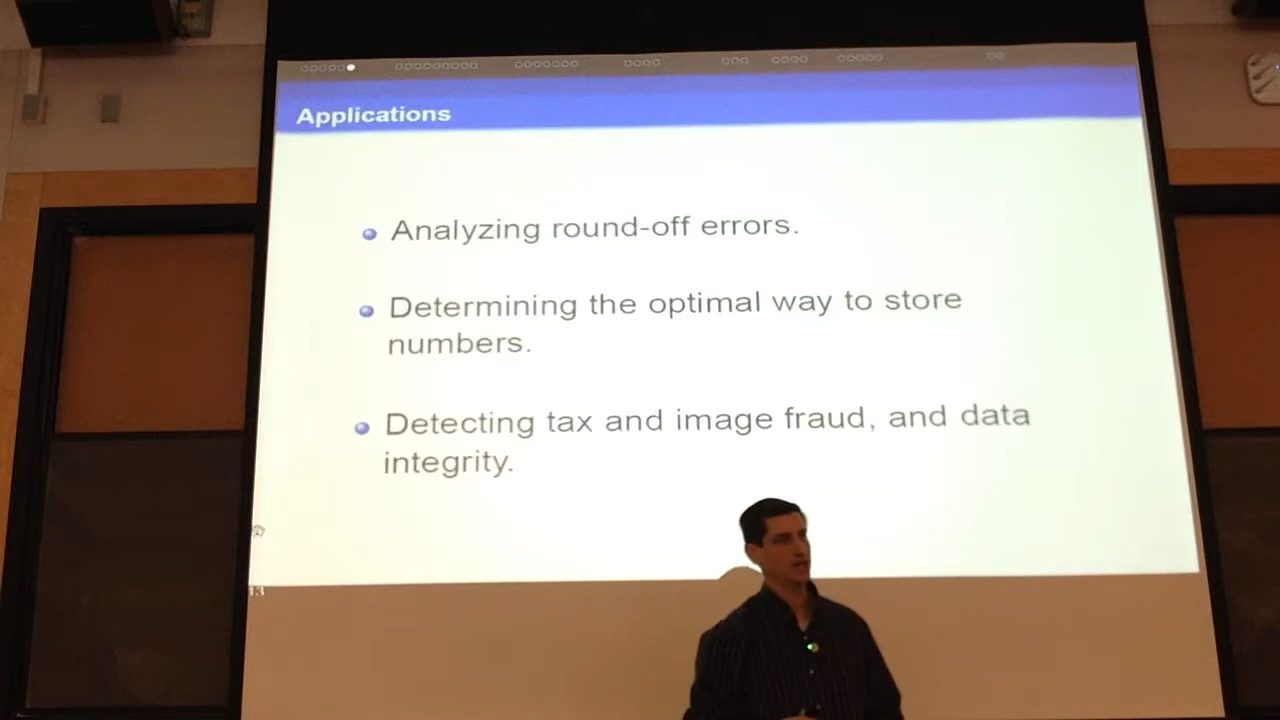 Applications
Analyzing round-off errors.
Determining the optimal way to store
numbers.
Detecting tax and image fraud, and data
integrity.
13